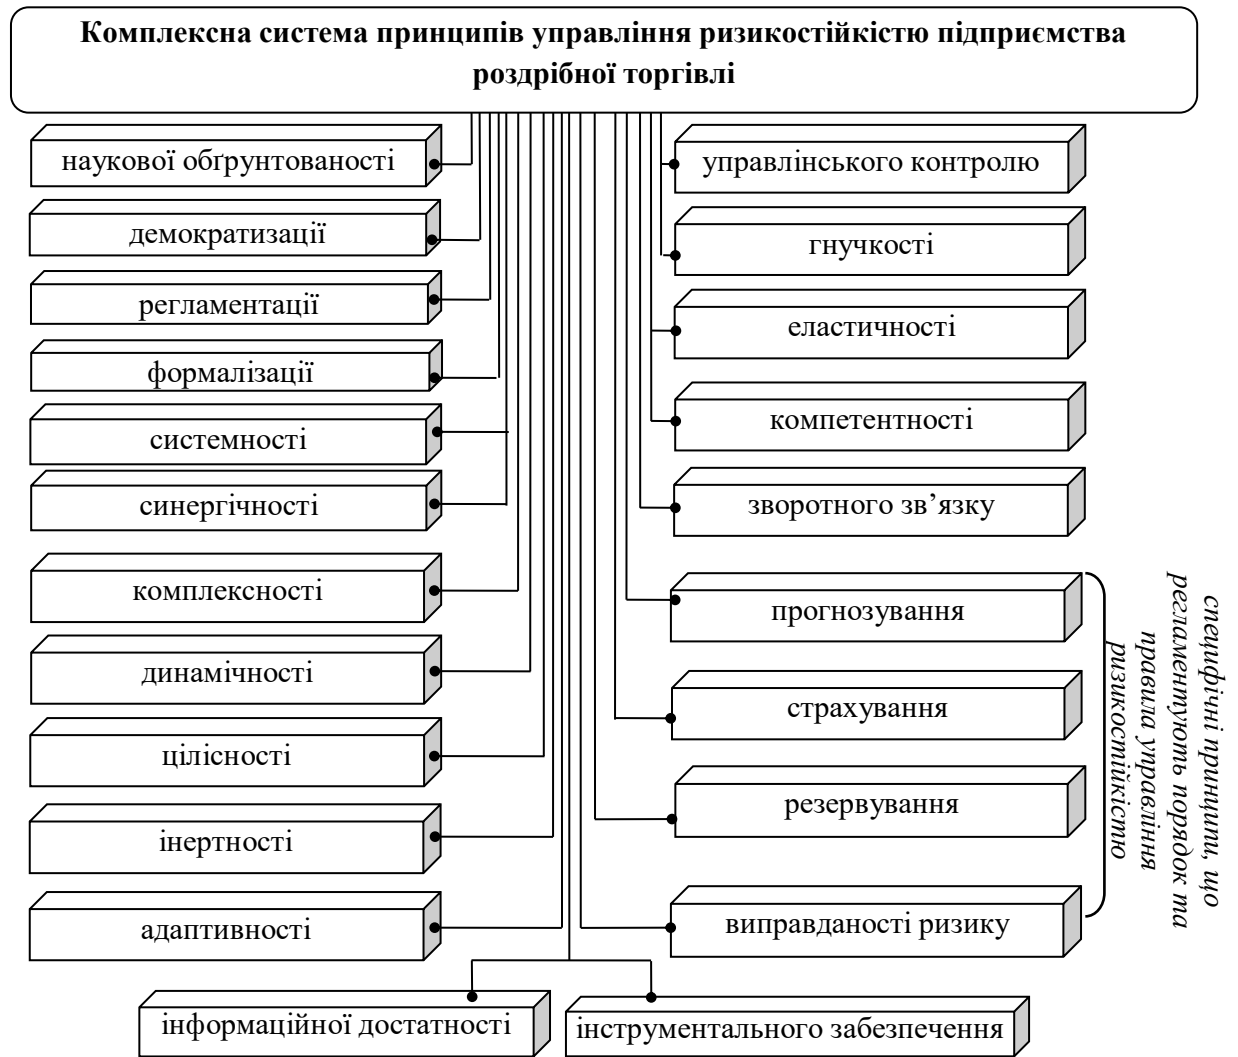 Комплексна система принципів управління ризикостійкістю підприємства
роздрібної торгівлі
наукової обґрунтованості
демократизації
регламентації
формалізації
системності
синергічності
комплексності
динамічності
цілісності
інертності
адаптивності
управлінського контролю
гнучкості
еластичності
компетентності
зворотного зв’язку
прогнозування
страхування
резервування
виправданості ризику
специфічні принципи, що
регламентують порядок та
правила управління
ризикостійкістю
інформаційної достатності
інструментального забезпечення